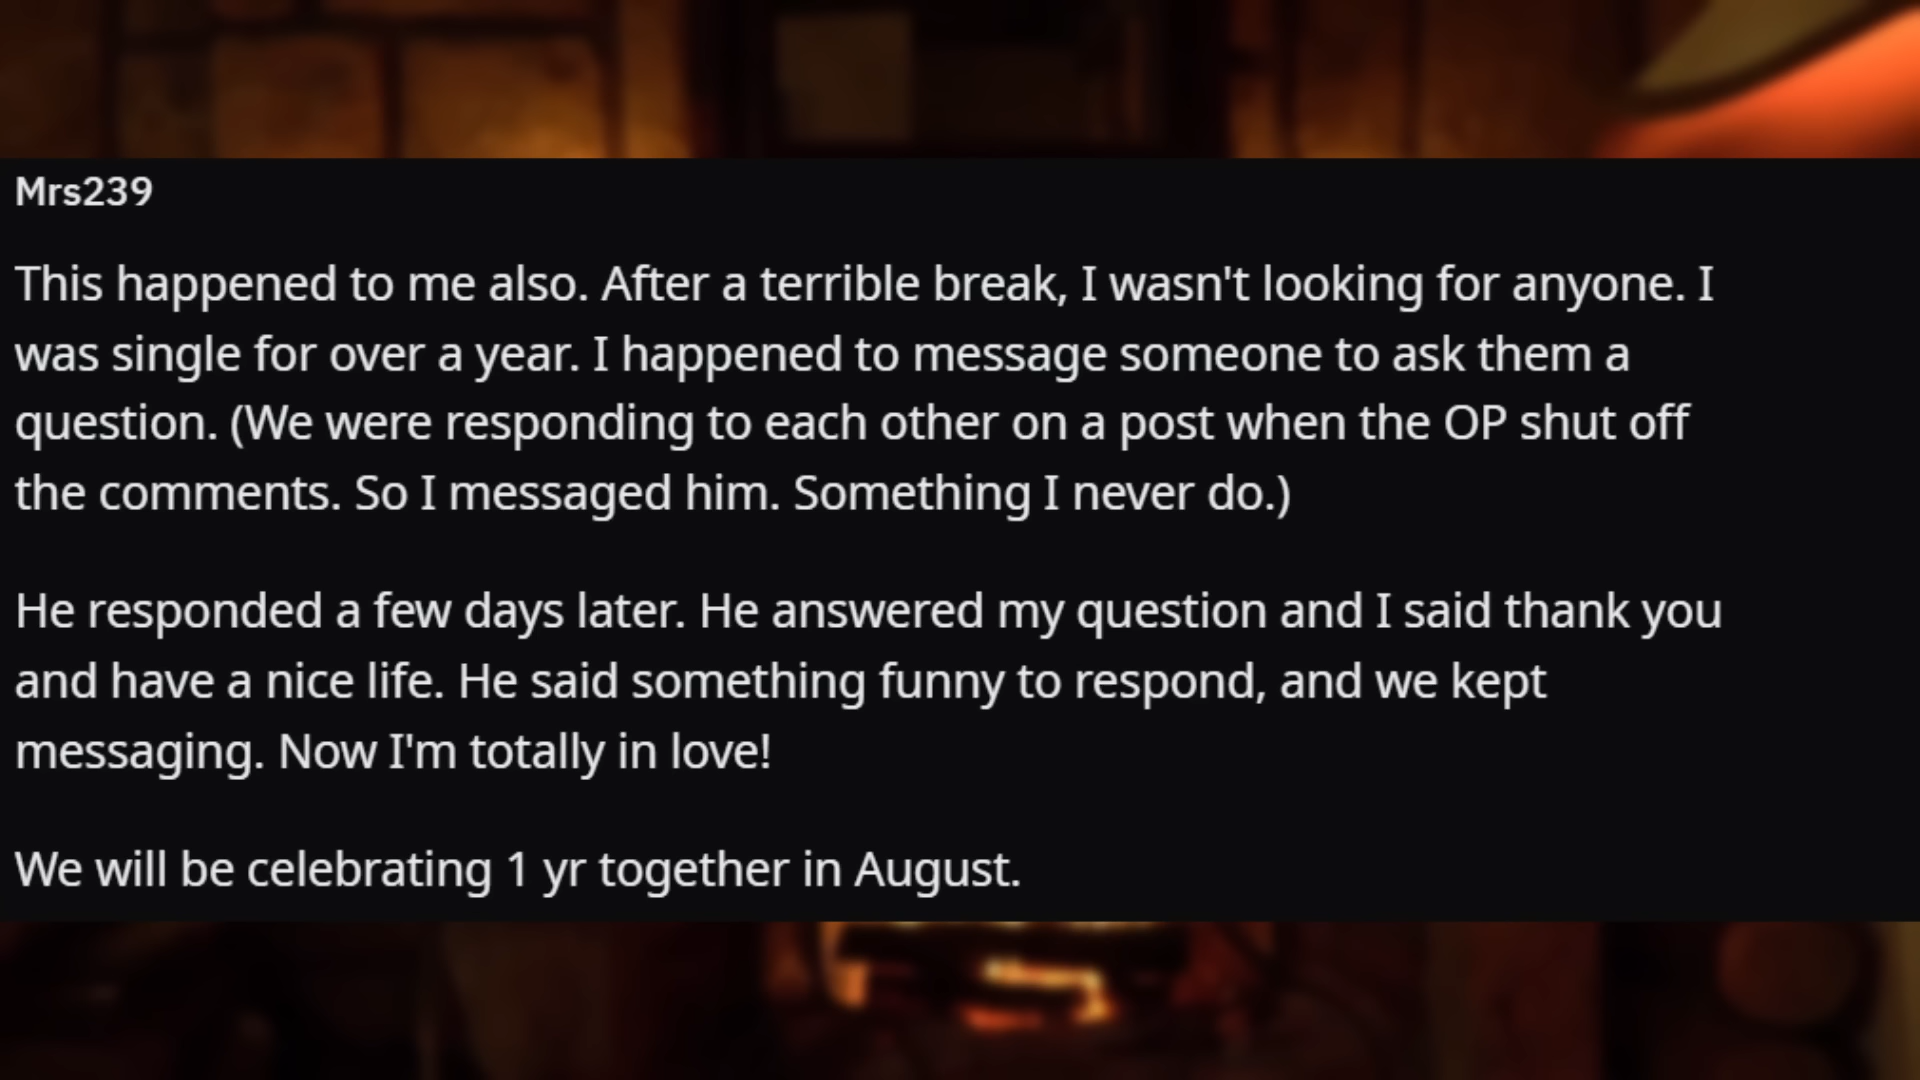 Mrs239
This happened to me also. After a terrible break, I wasn't looking for anyone. I
was single for over a year. I happened to message someone to ask them a
question. (We were responding to each other on a post when the OP shut off
the comments. So I messaged him. Something I never do.)
He responded a few days later. He answered my question and I said thank you
and have a nice life. He said something funny to respond, and we kept
messaging. Now I'm totally in love!
We will be celebrating 1 yr together in August.